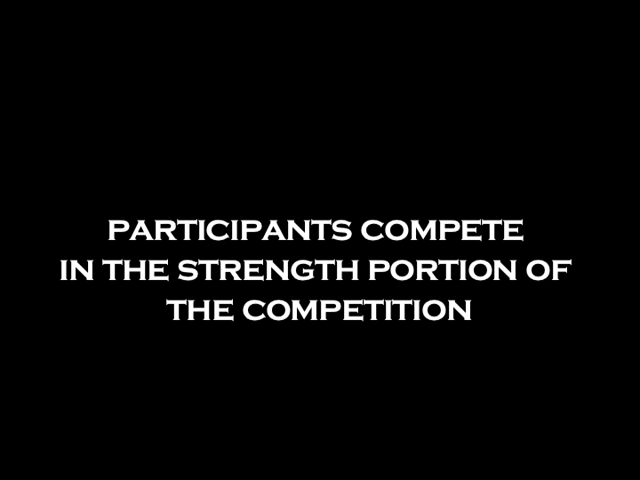 PARTICIPANTS COMPETE
IN THE STRENGTH PORTION OF
THE COMPETITION